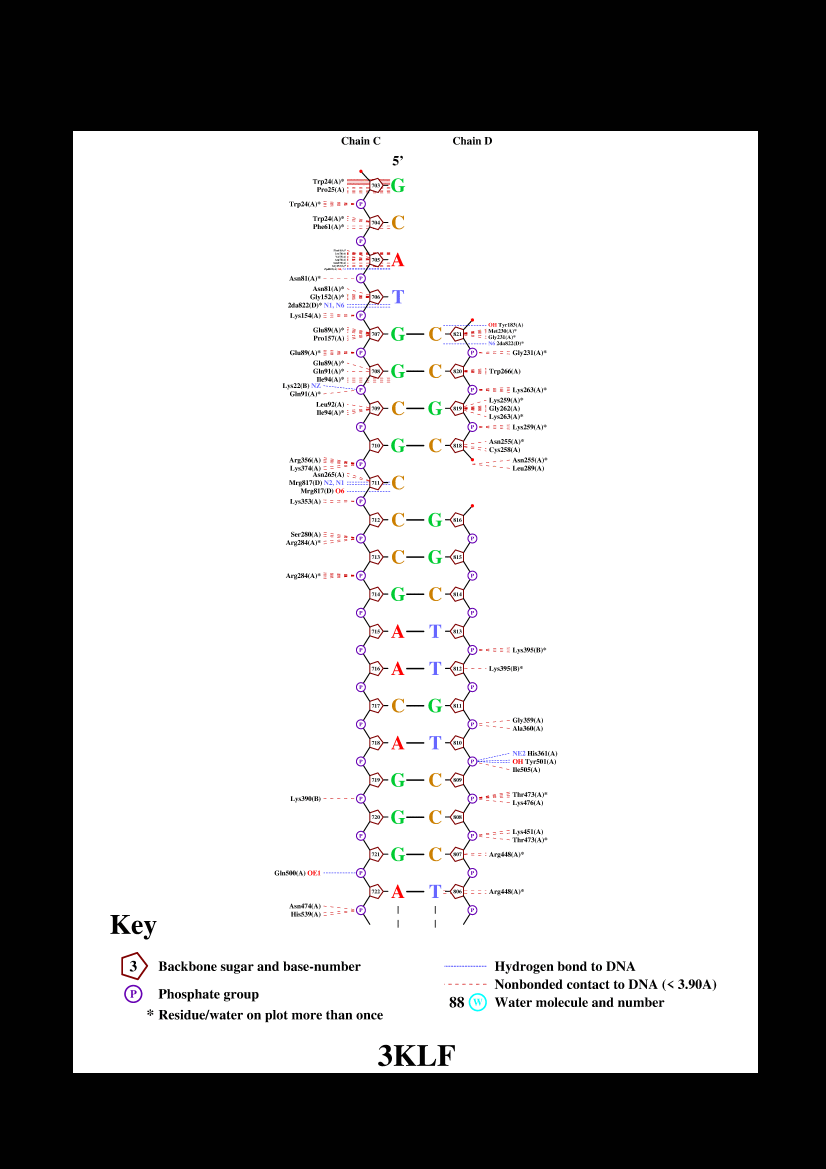 Chain C Chain D
5’
Trp24(A)*
Pro25(A)
703 G
Trp24(A)* P
Trp24(A)*
Phe61(A)*
704 C
P
705 A
Asn81(A)* P
Asn81(A)*
Gly152(A)*
706 T
2da822(D)* N1, N6
Lys154(A) P
OH Tyr183(A)
Met230(A)*
Glu89(A)*
Pro157(A)
707 G C 821
Gly231(A)*
N6 2da822(D)*
Glu89(A)* P P Gly231(A)*
Glu89(A)*
Gln91(A)*
Ile94(A)*
708 G C 820 Trp266(A)
Lys22(B) NZ
Gln91(A)*
P P Lys263(A)*
Leu92(A)
Ile94(A)*
709 C G 819
Lys259(A)*
Gly262(A)
Lys263(A)*
P P Lys259(A)*
710 G C 818
Asn255(A)*
Cys258(A)
Arg356(A)
Lys374(A)
P
Asn255(A)*
Leu289(A)
Asn265(A)
Mrg817(D) N2, N1
Mrg817(D) O6
711 C
Lys353(A) P
712 C G 816
Ser280(A)
Arg284(A)*
P P
713 C G 815
Arg284(A)* P P
714 G C 814
P P
715 A T 813
P P Lys395(B)*
716 A T 812 Lys395(B)*
P P
717 C G 811
P P
Gly359(A)
Ala360(A)
718 A T 810
P P
NE2 His361(A)
OH Tyr501(A)
Ile505(A)
719 G C 809
Lys390(B) P P
Thr473(A)*
Lys476(A)
720 G C 808
P P
Lys451(A)
Thr473(A)*
721 G C 807 Arg448(A)*
Gln500(A) OE1 P P
722 A T 806 Arg448(A)*
Asn474(A)
His539(A)
P P
Key
3 Backbone sugar and base-number
P Phosphate group
* Residue/water on plot more than once
Hydrogen bond to DNA
Nonbonded contact to DNA (< 3.90A)
88 W Water molecule and number
3KLF